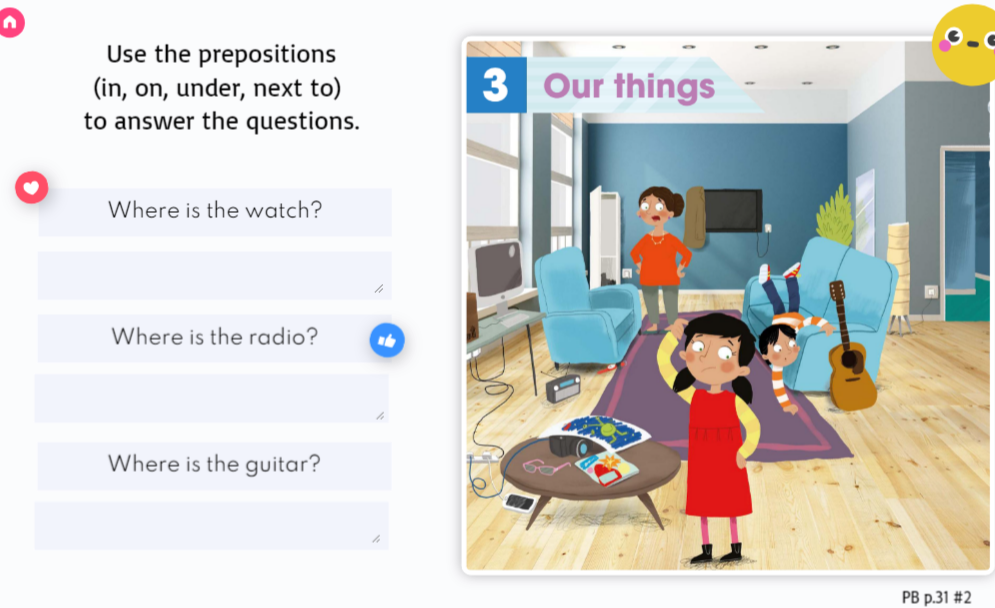 Use the prepositions
(in, on, under, next to)
to answer the questions.
Where is the watch?
Where is the radio?
Where is the guitar?
3 Our things
PB p.31 #2